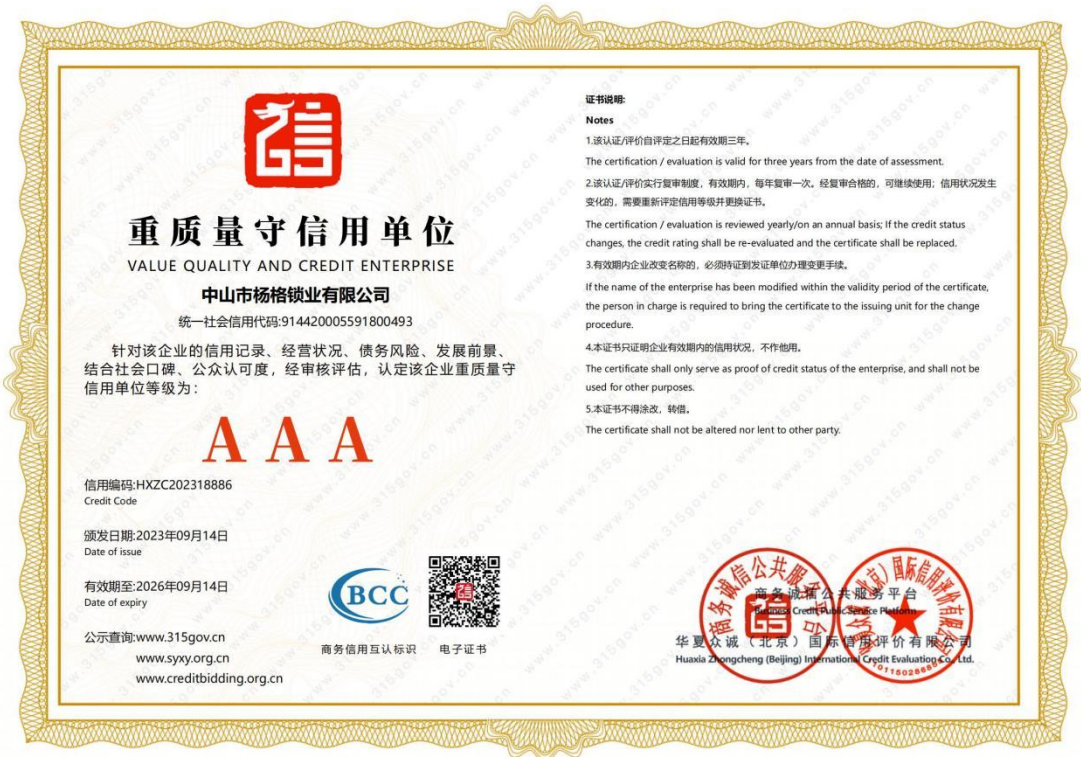 重质量守信用单位
VALUE QUALITY AND CREDIT ENTERPRISE
中山市杨格锁业有限公司
统一社会信用代码:914420005591800493
针对该企业的信用记录、经营状况、债务风险、发展前景、
结合社会口碑、公众认可度，经审核评估，认定该企业重质量守
信用单位等级为：
AAA
信用编码:HXZC202318886
Credit Code
颁发日期:2023年09月14日
Date of issue
有效期至:2026年09月14日
Date of expiry
公示查询:www.315gov.cn
www.syxy.org.cn
www.creditbidding.org.cn
BCC
商务信用互认标识
电子证书
证书说明:
Notes
1.该认证/评价自评定之日起有效期三年。
The certification / evaluation is valid for three years from the date of assessment.
2.该认证/评价实行复审制度，有效期内，每年复审一次。经复审合格的，可继续使用；信用状况发生
变化的，需要重新评定信用等级并更换证书。
The certification / evaluation is reviewed yearly/on an annual basis; If the credit status
changes, the credit rating shall be re-evaluated and the certificate shall be replaced.
3.有效期内企业改变名称的，必须持证到发证单位办理变更手续。
If the name of the enterprise has been modified within the validity period of the certificate,
the person in charge is required to bring the certificate to the issuing unit for the change
procedure.
4.本证书只证明企业有效期内的信用状况，不作他用。
The certificate shall only serve as proof of credit status of the enterprise, and shall not be
used for other purposes.
5.本证书不得涂改，转借。
The certificate shall not be altered nor lent to other party.
商务诚信公共服务平台
Business Credit Public Service Platform
华夏众诚（北京）国际信用评价有限公司
Huaxia Zhongcheng (Beijing) International Credit Evaluation Co., Ltd.
商务诚信公共服务平台
www.315gov.cn